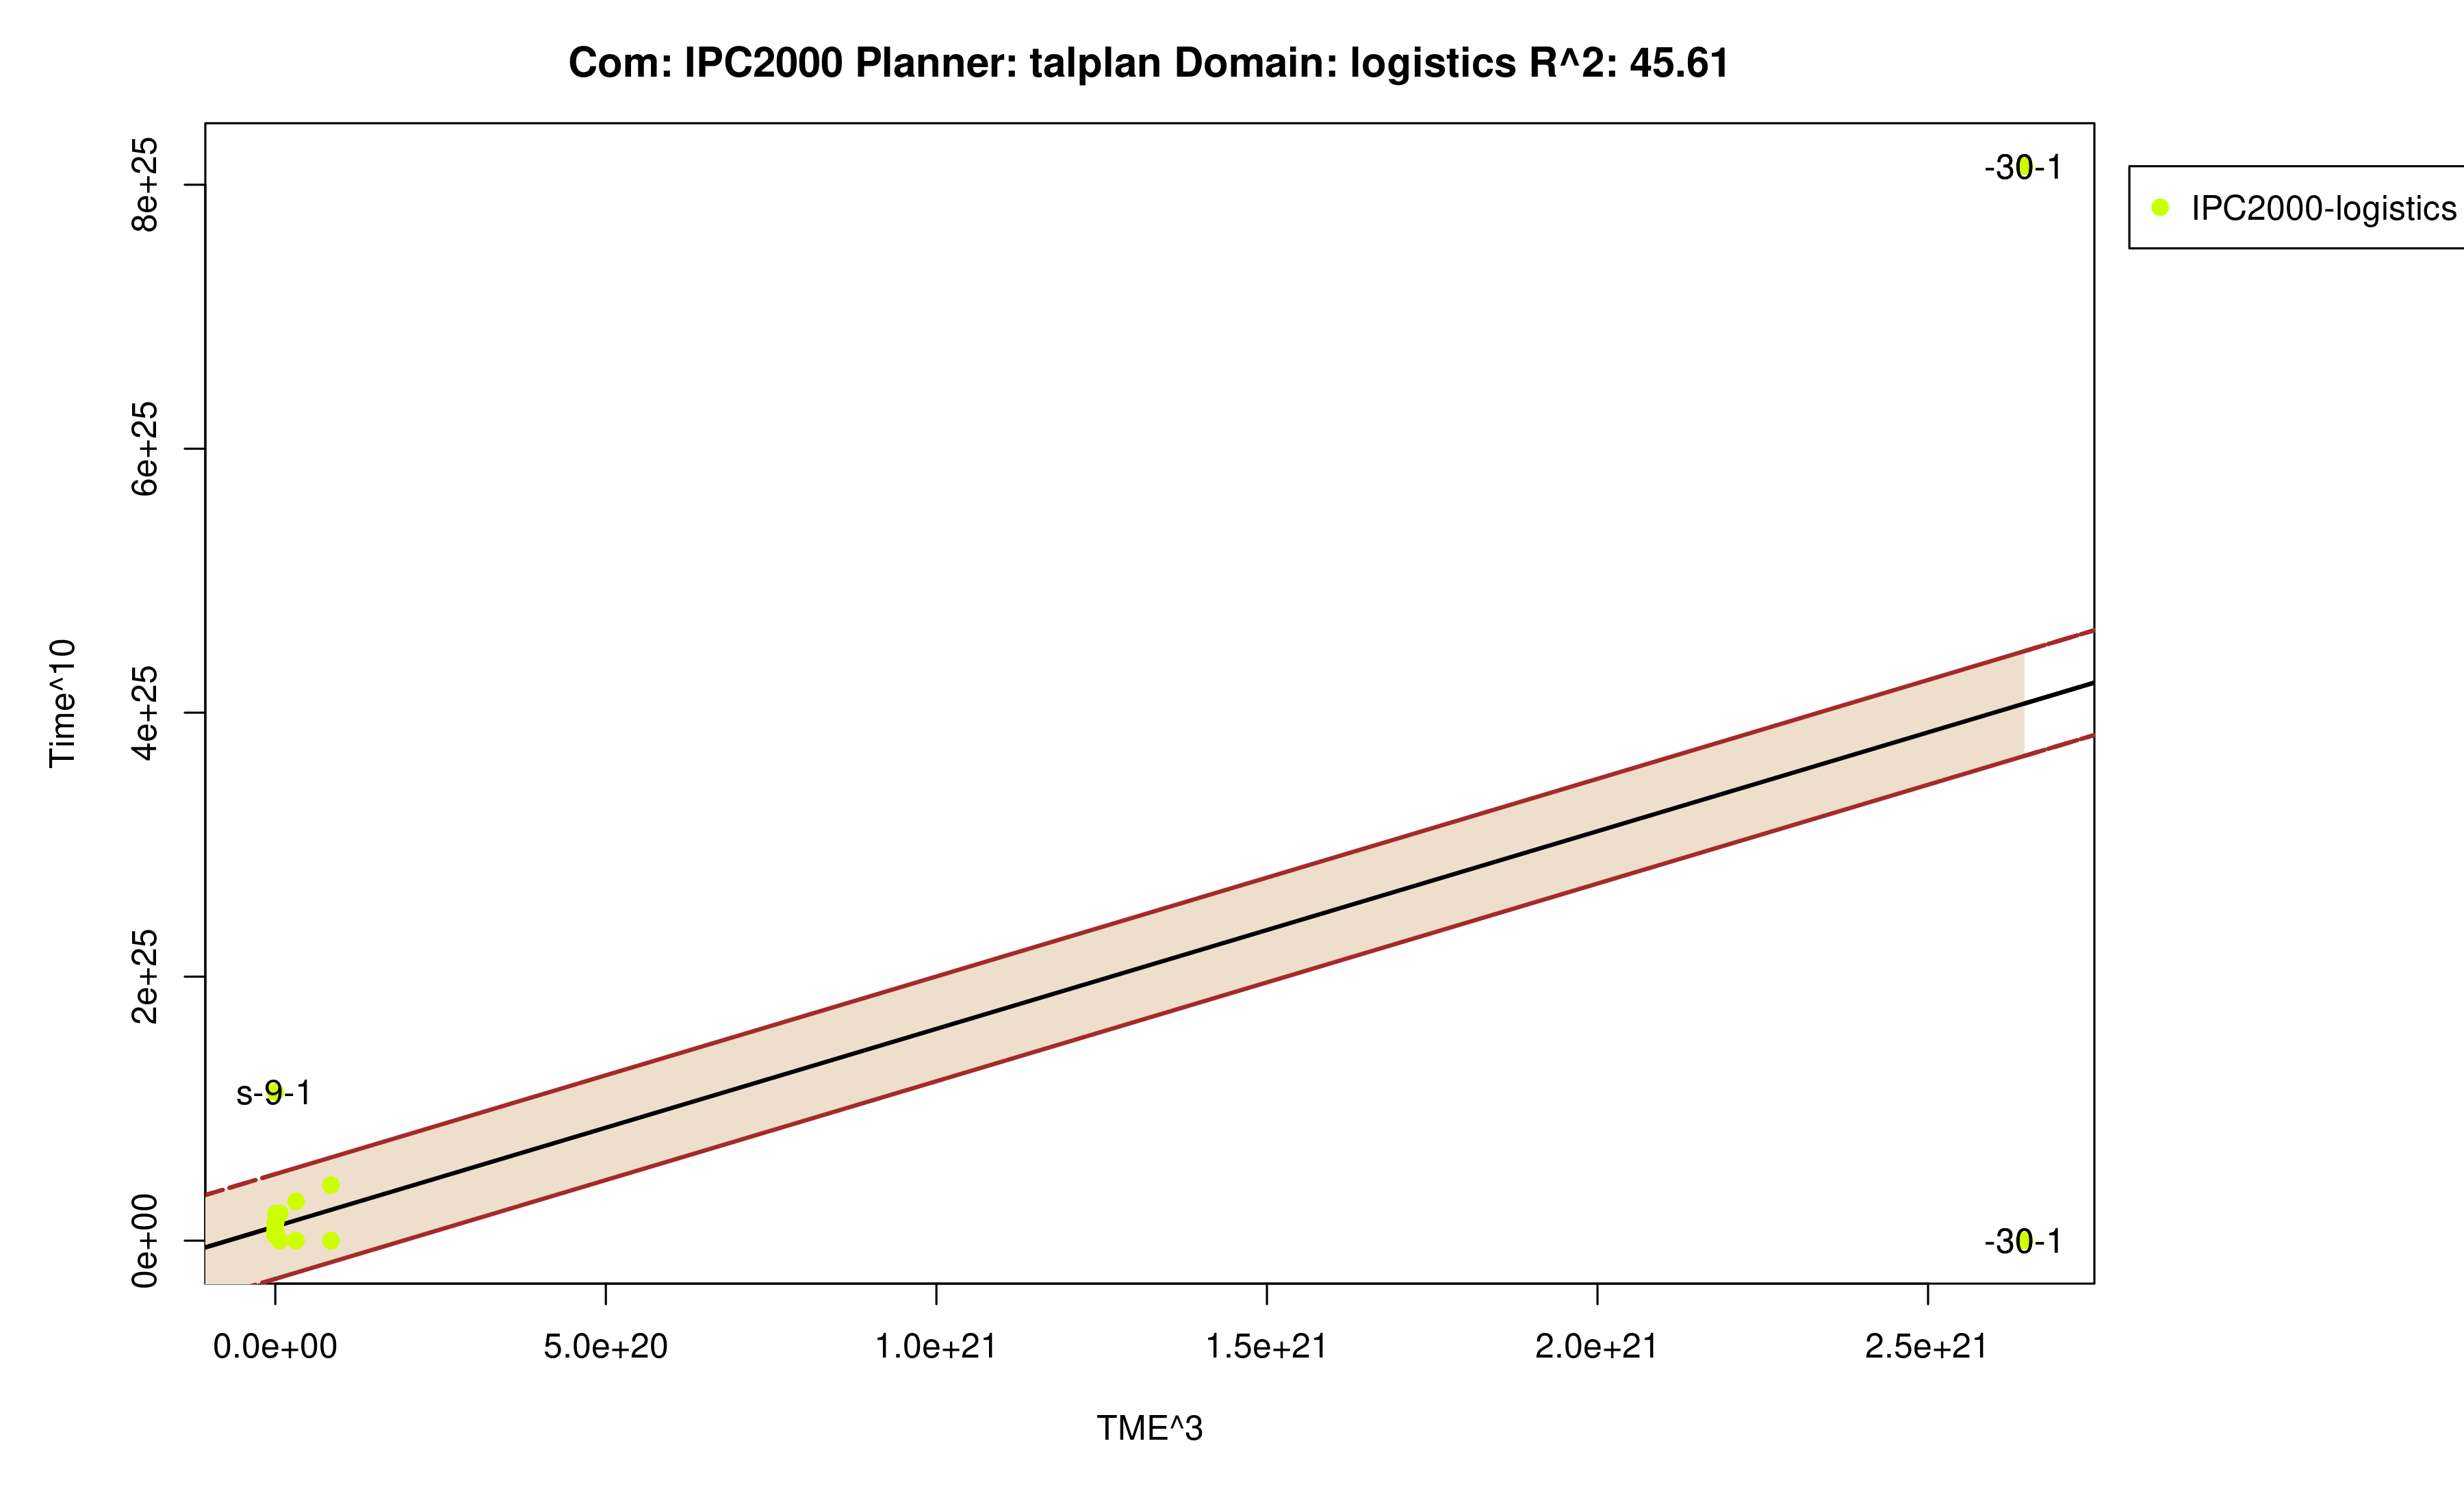 Com: IPC2000 Planner: talplan Domain: logistics R^2: 45.61
8e+25
6e+25
4e+25
2e+25
0e+00
Time^10
-30-1
IPC2000-logistics
s-9-1
-30-1
0.0e+00
5.0e+20
1.0e+21
1.5e+21
2.0e+21
2.5e+21
TME^3